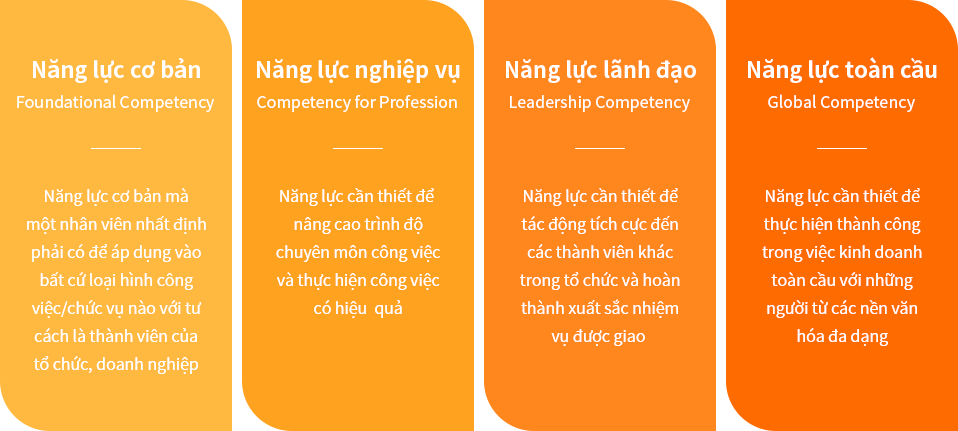 Năng lực cơ bản
Foundational Competency
Năng lực cơ bản mà
một nhân viên nhất định
phải có để áp dụng vào
bất cứ loại hình công
việc/chức vụ nào với tư
cách là thành viên của
tổ chức, doanh nghiệp
Năng lực nghiệp vụ
Competency for Profession
Năng lực cần thiết để
nâng cao trình độ
chuyên môn công việc
và thực hiện công việc
có hiệu  quả
Năng lực lãnh đạo
Leadership Competency
Năng lực cần thiết để
tác động tích cực đến
các thành viên khác
trong tổ chức và hoàn
thành xuất sắc nhiệm
vụ được giao
Năng lực toàn cầu
Global Competency
Năng lực cần thiết để
thực hiện thành công
trong việc kinh doanh
toàn cầu với những
người từ các nền văn
hóa đa dạng